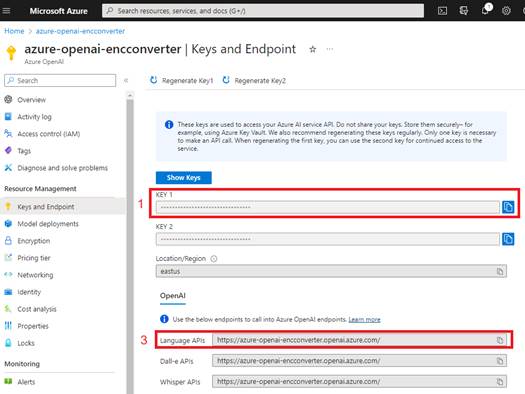 Microsoft Azure
Search resources, services, and docs (G+/)
1
Home > azure-openai-encconverter >
azure-openai-encconverter | Keys and Endpoint
Azure OpenAI
Search
Overview
Activity log
Access control (IAM)
Tags
Diagnose and solve problems
Resource Management
Keys and Endpoint
Model deployments
Encryption
Pricing tier
Networking
Identity
Cost analysis
Properties
Locks
Monitoring
Alerts
Regenerate Key1 Regenerate Key2
These keys are used to access your Azure AI service API. Do not share your keys. Store them securely– for
example, using Azure Key Vault. We also recommend regenerating these keys regularly. Only one key is necessary
to make an API call. When regenerating the first key, you can use the second key for continued access to the
service.
Show Keys
1
KEY 1
KEY 2
Location/Region
eastus
OpenAI
Use the below endpoints to call into Azure OpenAI endpoints. Learn more
3 Language APIs https://azure-openai-encconverter.openai.azure.com/
Dall-e APIs https://azure-openai-encconverter.openai.azure.com/
Whisper APIs https://azure-openai-encconverter.openai.azure.com/